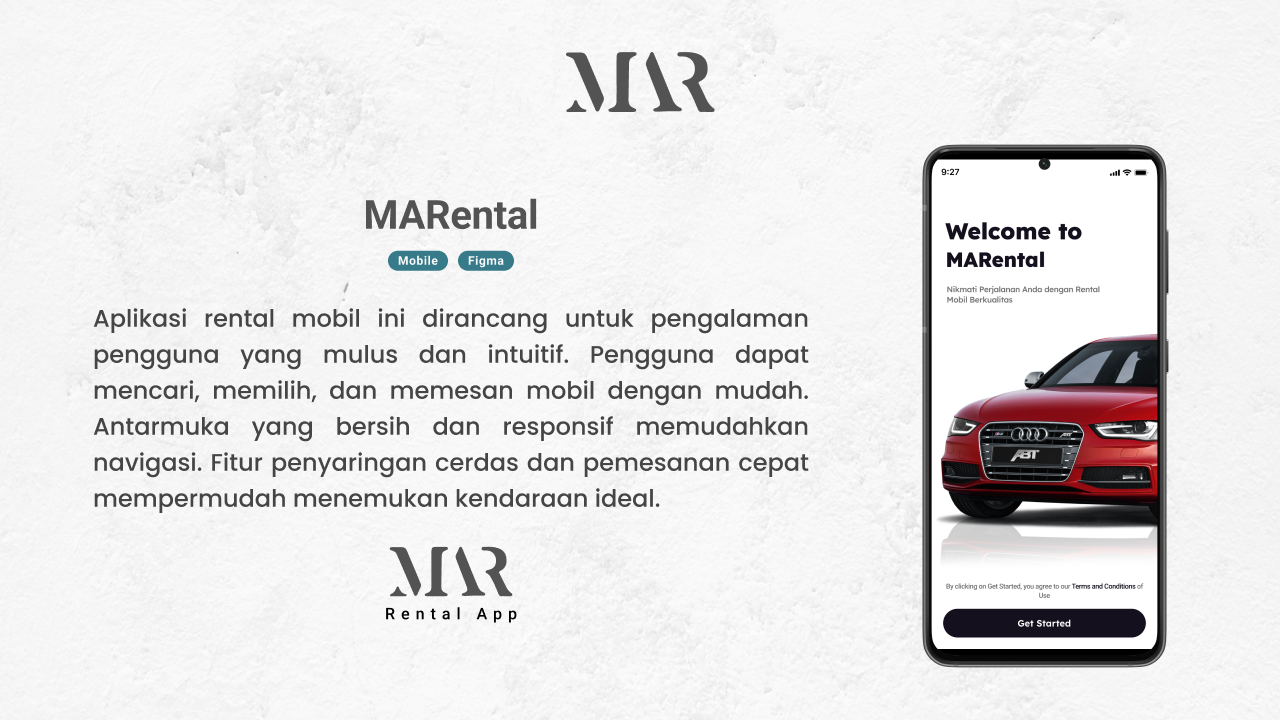 MAR
MARental
Mobile Figma
Aplikasi rental mobil ini dirancang untuk pengalaman
pengguna yang mulus dan intuitif. Pengguna dapat
mencari, memilih, dan memesan mobil dengan mudah.
Antarmuka yang bersih dan responsif memudahkan
navigasi. Fitur penyaringan cerdas dan pemesanan cepat
mempermudah menemukan kendaraan ideal.
MAR
Rental App
9:27
Welcome to
MARental
Nikmati Perjalanan Anda dengan Rental
Mobil Berkualitas
ABT
By clicking on Get Started, you agree to our Terms and Conditions of
Use
Get Started